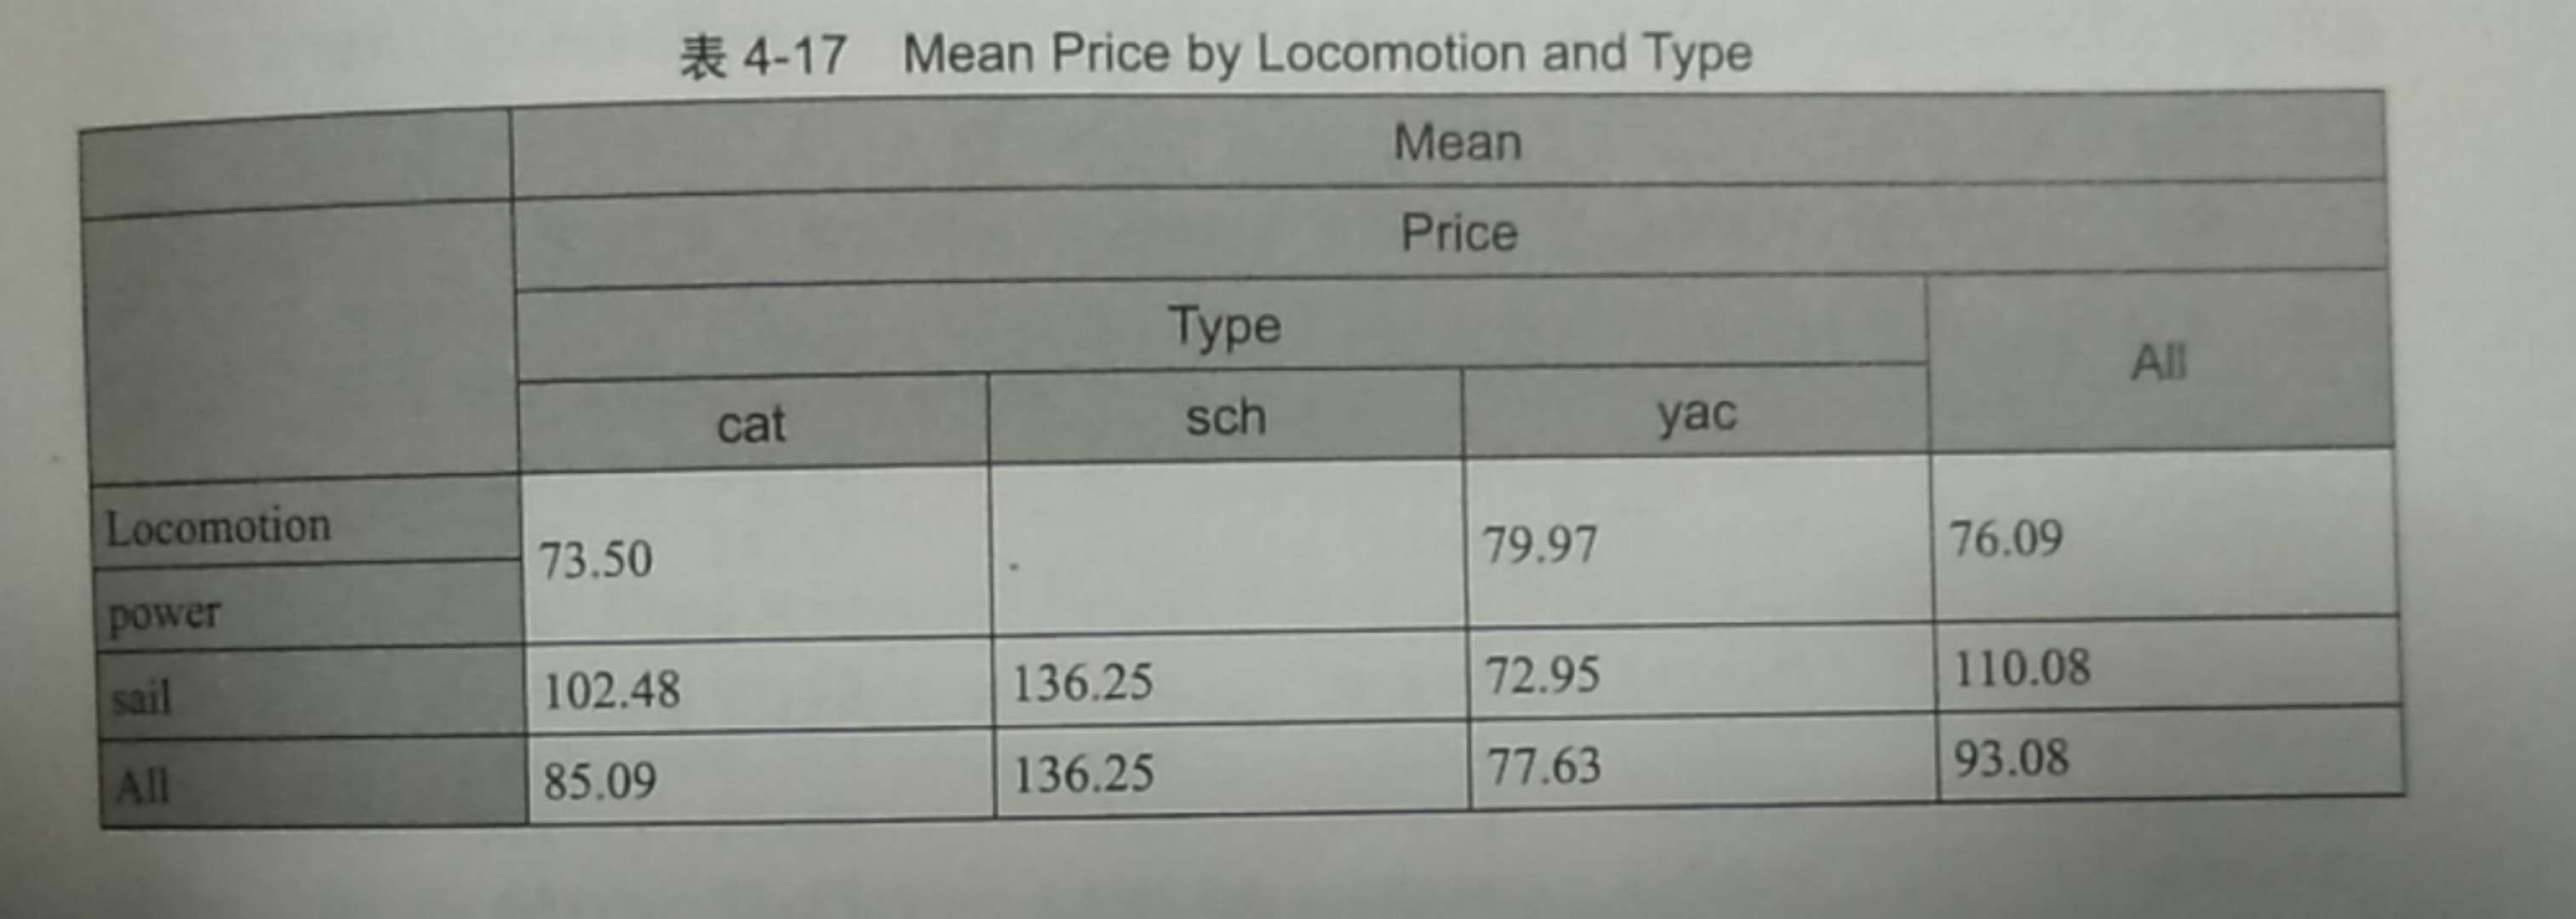 表 4-17 Mean Price by Locomotion and Type
Mean
Price
Type
All
cat sch yac
Locomotion
power 73.50 . 79.97 76.09
sail 102.48 136.25 72.95 110.08
All 85.09 136.25 77.63 93.08